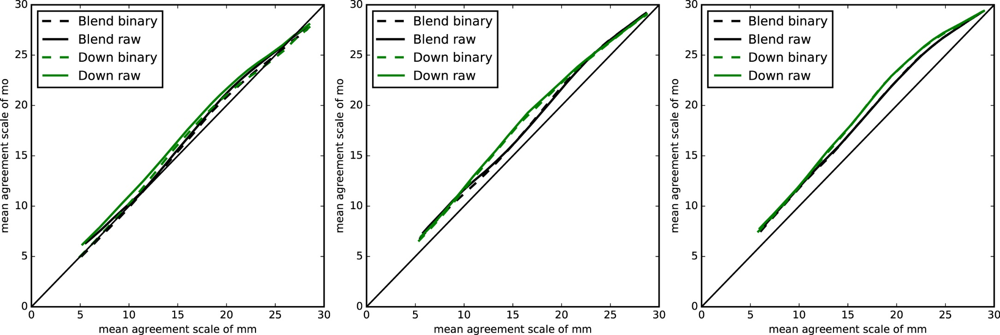 30
25
20
15
10
5
0
mean agreement scale of mo
Blend binary
Blend raw
Down binary
Down raw
0 5 10 15 20 25 30
mean agreement scale of mm
30
25
20
15
10
5
0
mean agreement scale of mo
Blend binary
Blend raw
Down binary
Down raw
0 5 10 15 20 25 30
mean agreement scale of mm
30
25
20
15
10
5
0
mean agreement scale of mo
Blend binary
Blend raw
Down binary
Down raw
0 5 10 15 20 25 30
mean agreement scale of mm